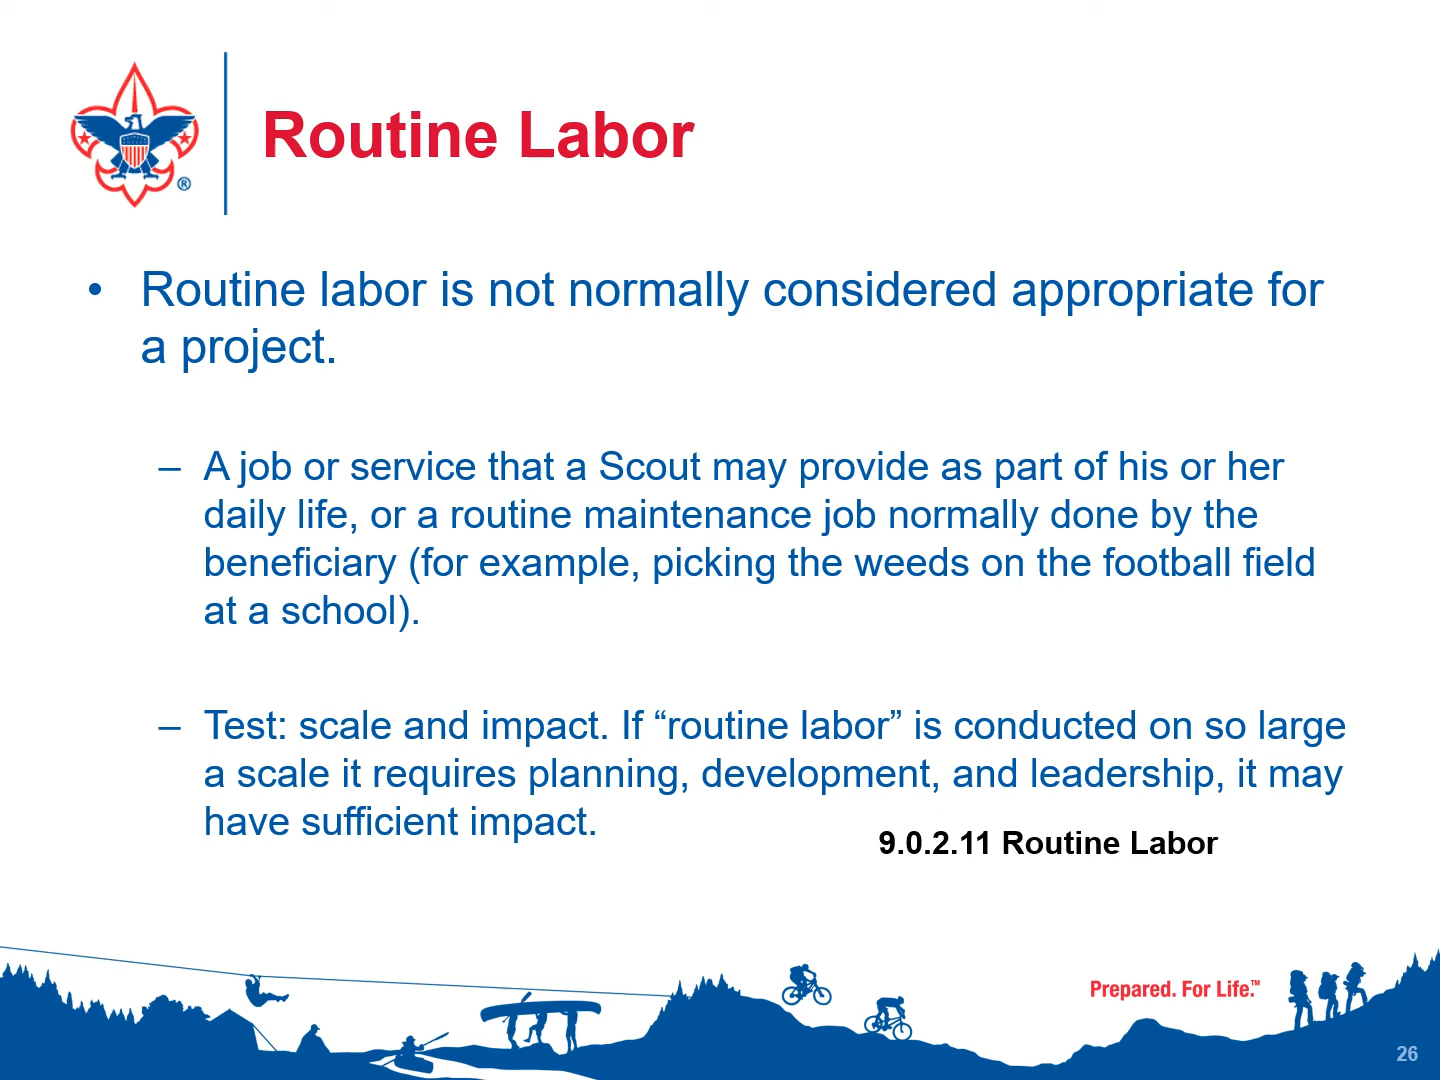 Routine Labor
• Routine labor is not normally considered appropriate for
a project.
– A job or service that a Scout may provide as part of his or her
daily life, or a routine maintenance job normally done by the
beneficiary (for example, picking the weeds on the football field
at a school).
– Test: scale and impact. If “routine labor” is conducted on so large
a scale it requires planning, development, and leadership, it may
have sufficient impact.
9.0.2.11 Routine Labor
Prepared. For Life.™
26
®